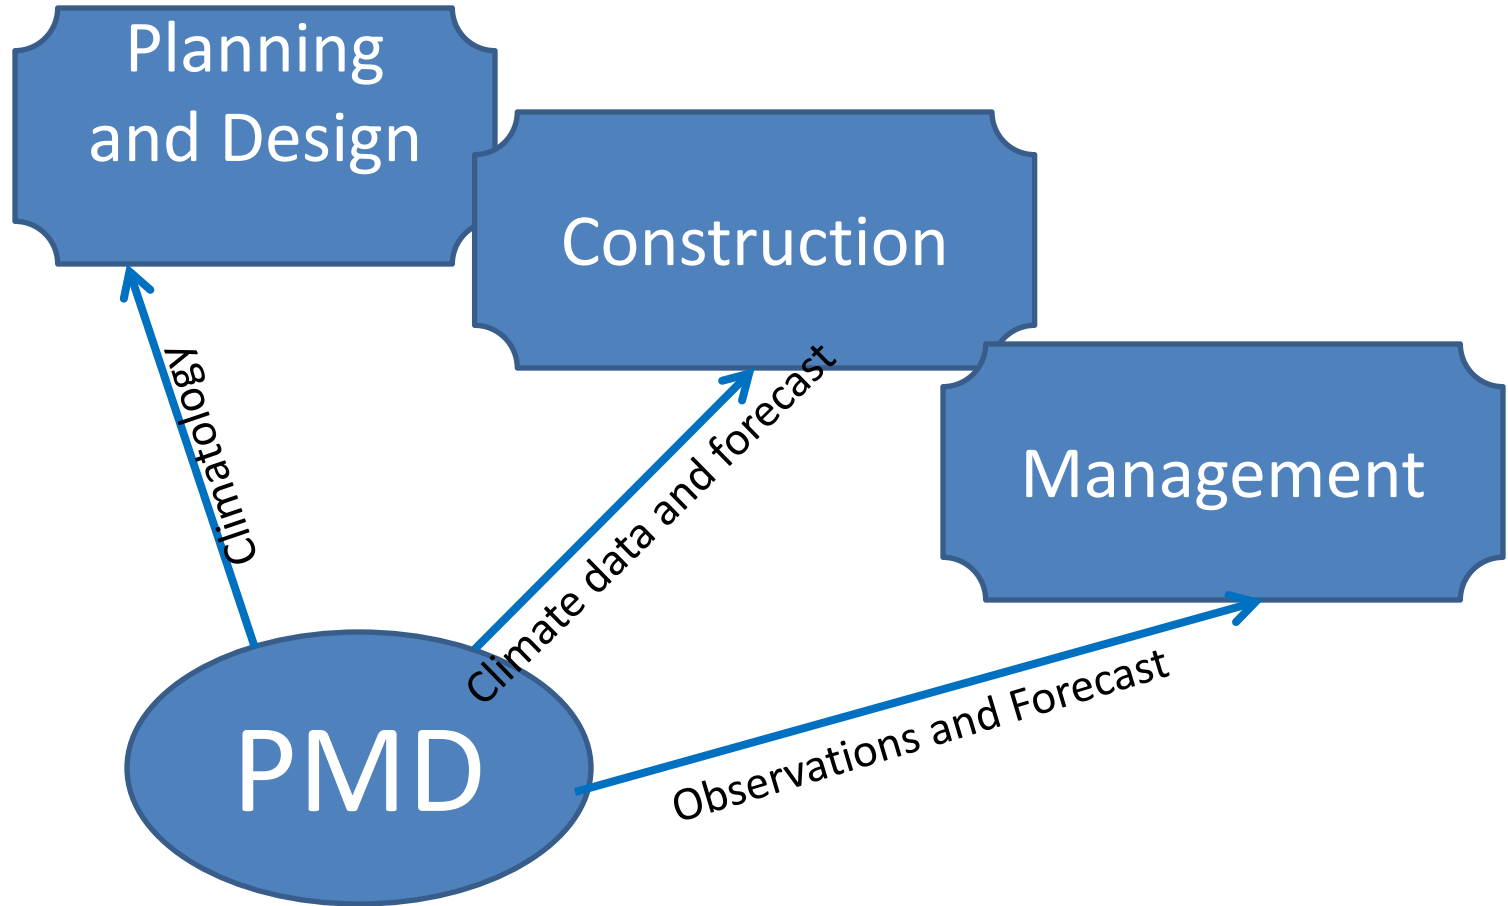 Planning
and Design
Construction
Management
Climatology
Climate data and forecast
Observations and Forecast
PMD